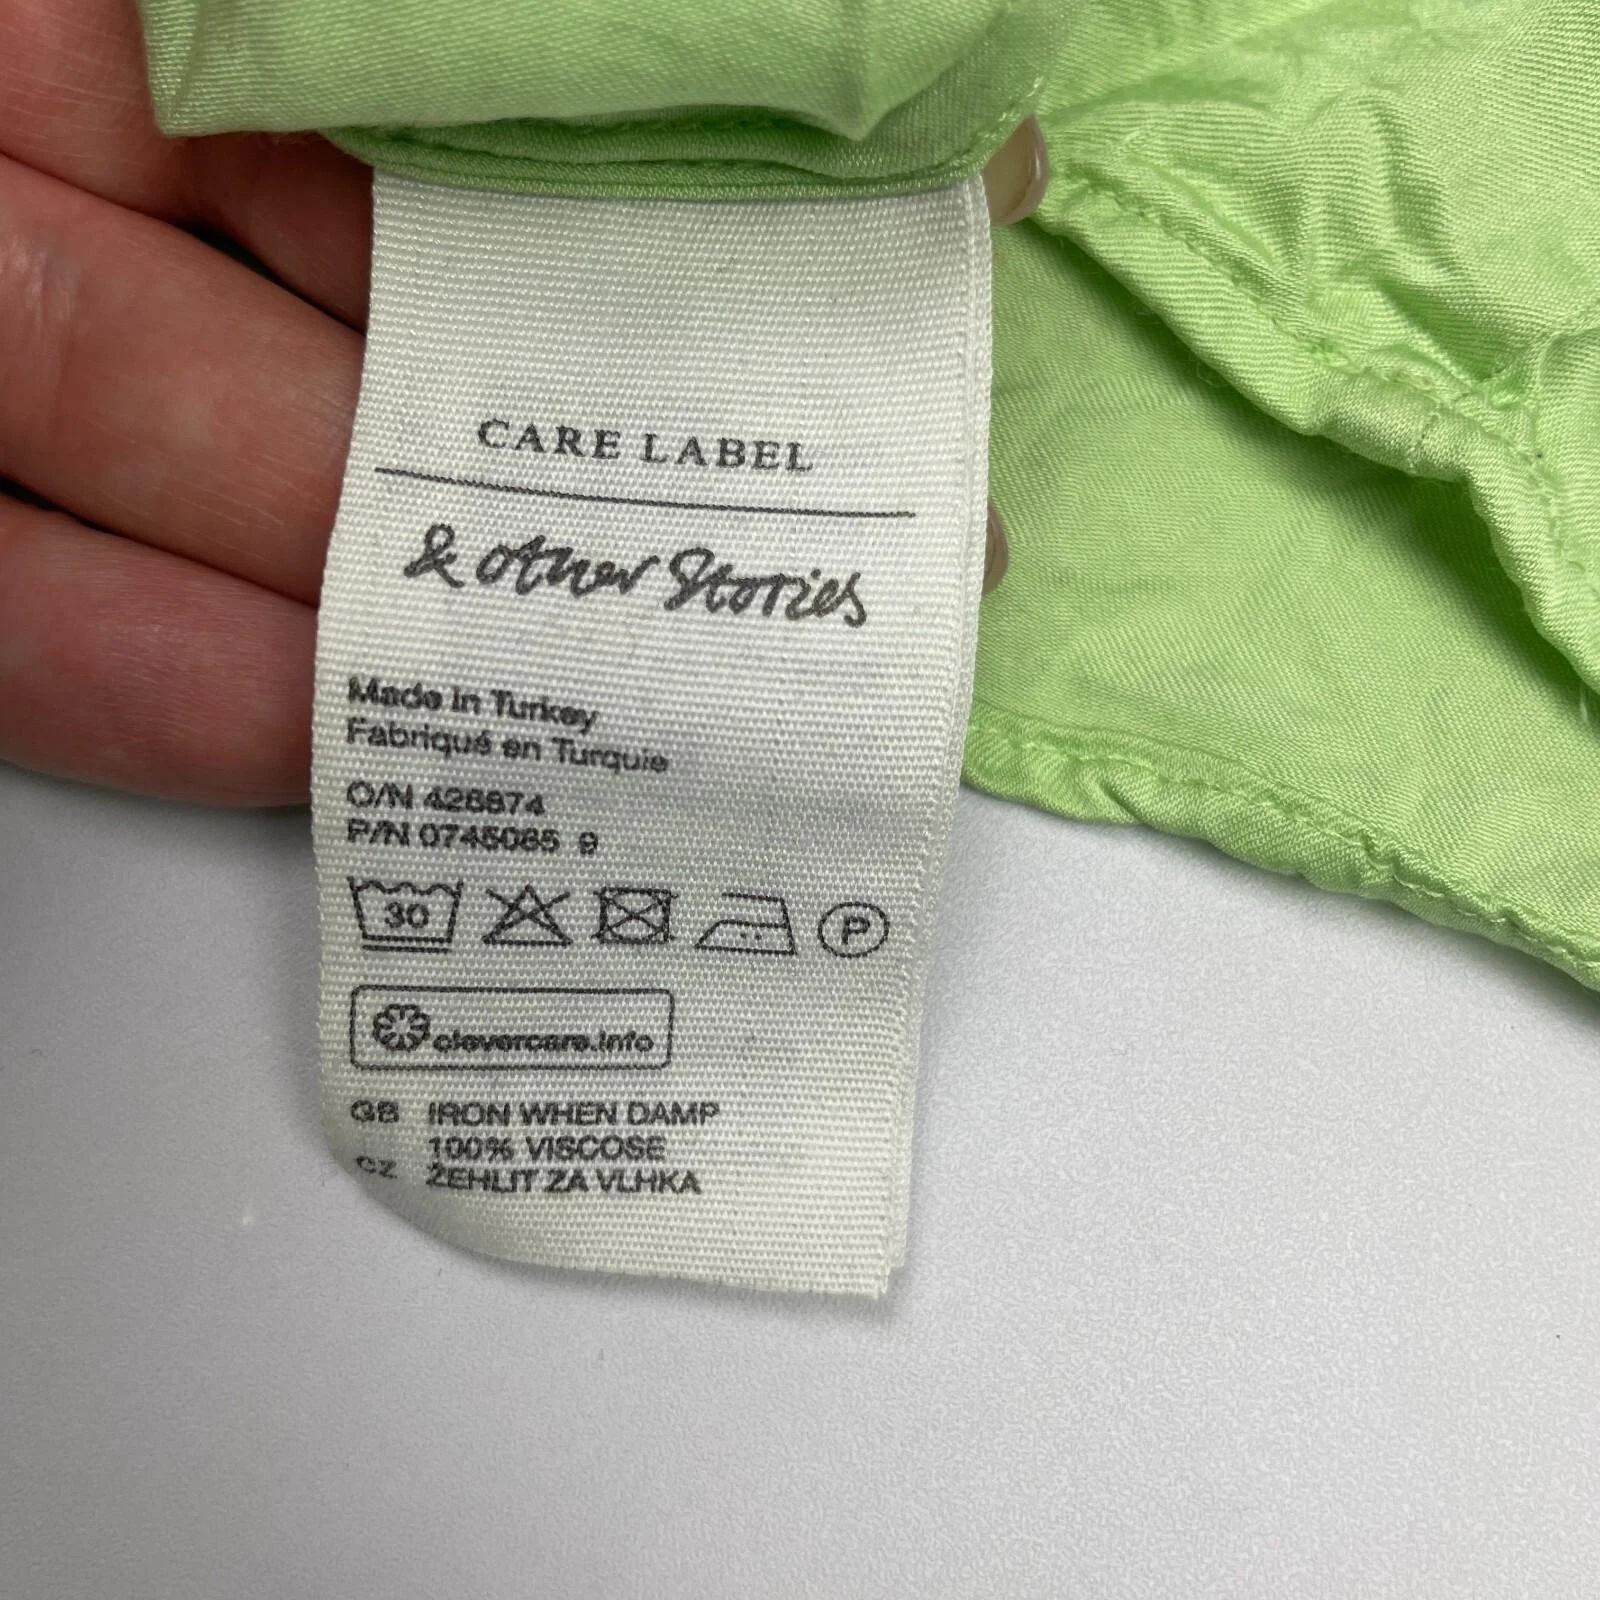 CARE LABEL
& Other Stories
Made in Turkey
Fabriqué en Turquie
O/N 428874
P/N 0745085 9
30
P
clevercare.info
GB IRON WHEN DAMP
100% VISCOSE
CZ ŽEHLIT ZA VLHKA